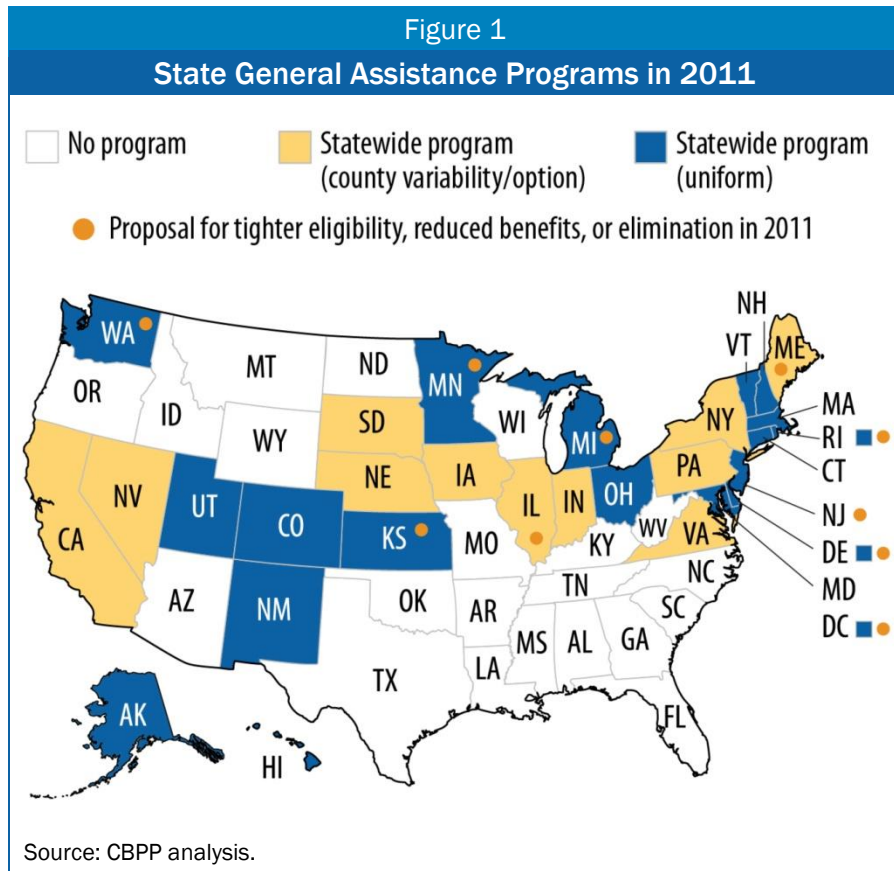 Figure 1
State General Assistance Programs in 2011
No program
Statewide program
(county variability/option)
Statewide program
(uniform)
Proposal for tighter eligibility, reduced benefits, or elimination in 2011
NH
VT
ME
WA
MT
ND
MN
OR
ID
WI
NY
MA
WY
SD
MI
RI
CT
NV
NE
IA
PA
UT
IL
IN
OH
NJ
CA
CO
KS
MO
WV
VA
KY
DE
AZ
NM
OK
AR
TN
NC
MD
SC
DC
TX
LA
MS
AL
GA
AK
HI
FL
Source: CBPP analysis.